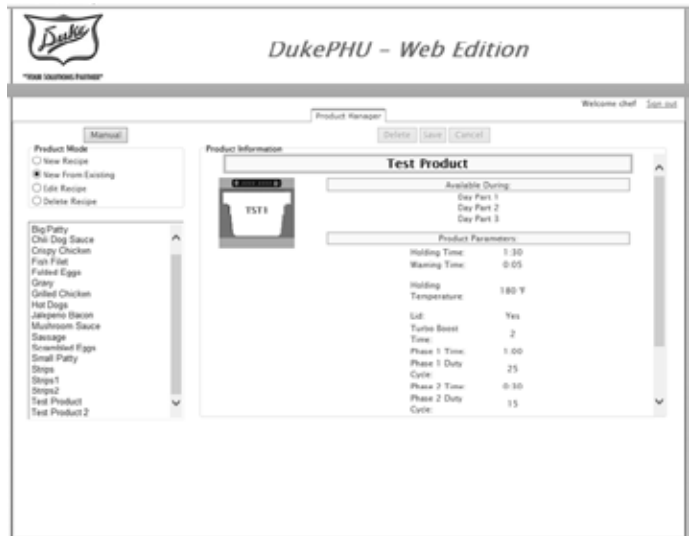 Duke
"YOUR SOLUTIONS PARTNER"
DukePHU – Web Edition
Welcome chef Sign out
Product Manager
Manual
Delete Save Cancel
Product Mode
New Recipe
New From Existing
Edit Recipe
Delete Recipe
Big Patty
Chili Dog Sauce
Crispy Chicken
Fish Filet
Folded Eggs
Gravy
Grilled Chicken
Hot Dogs
Jalepeno Bacon
Mushroom Sauce
Sausage
Scrambled Eggs
Small Patty
Strips
Strips1
Strips2
Test Product
Test Product 2
Product Information
Test Product
TST1
Available During:
Day Part 1
Day Part 2
Day Part 3
Product Parameters
Holding Time: 1:30
Warning Time: 0:05
Holding
Temperature: 180 °F
Lid: Yes
Turbo Boost
Time: 2
Phase 1 Time: 1:00
Phase 1 Duty
Cycle: 25
Phase 2 Time: 0:30
Phase 2 Duty
Cycle: 15